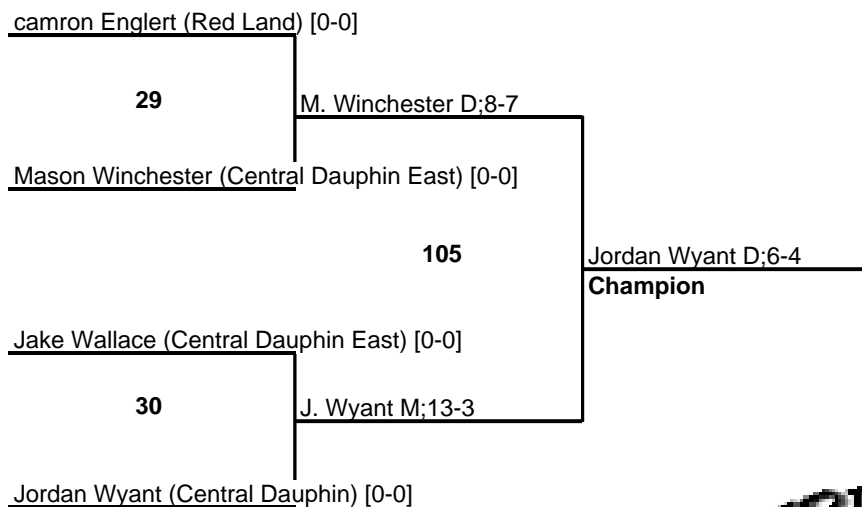 camron Englert (Red Land) [0-0]
29
M. Winchester D;8-7
Mason Winchester (Central Dauphin East) [0-0]
105
Jordan Wyant D;6-4
Champion
Jake Wallace (Central Dauphin East) [0-0]
30
J. Wyant M;13-3
Jordan Wyant (Central Dauphin) [0-0]